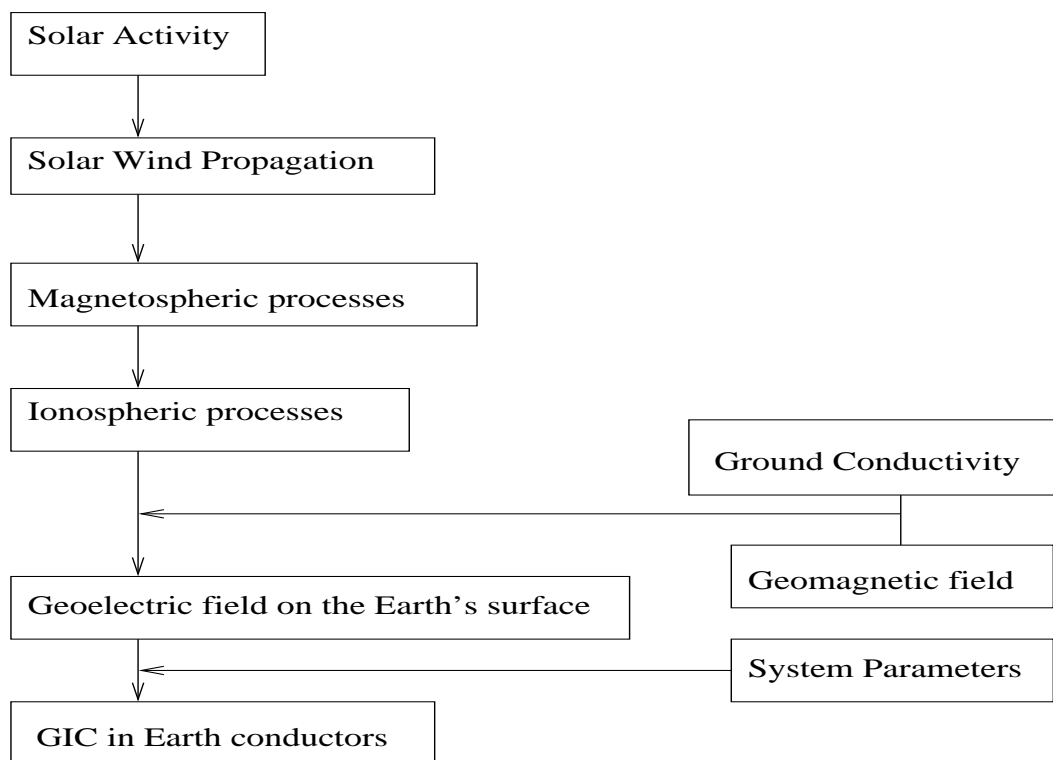 Solar Activity
Solar Wind Propagation
Magnetospheric processes
Ionospheric processes
Ground Conductivity
Geomagnetic field
Geoelectric field on the Earth's surface
System Parameters
GIC in Earth conductors